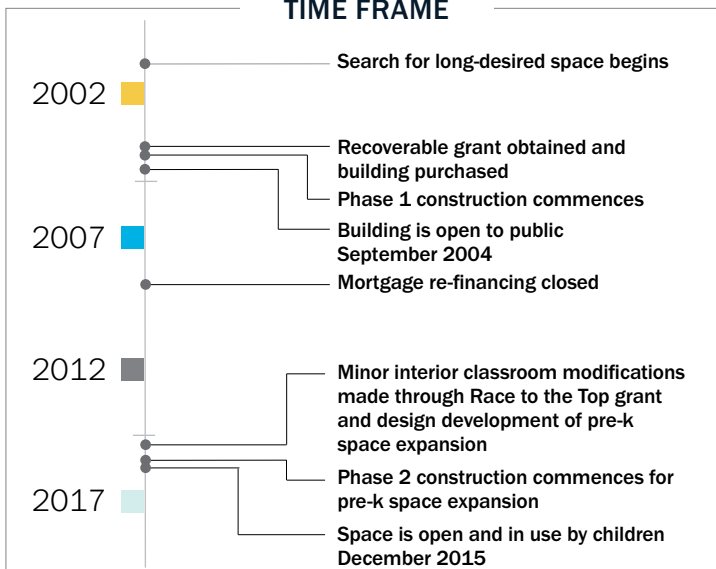 TIME FRAME
Search for long-desired space begins
2002
Recoverable grant obtained and
building purchased
Phase 1 construction commences
Building is open to public
September 2004
2007
Mortgage re-financing closed
2012
Minor interior classroom modifications
made through Race to the Top grant
and design development of pre-k
space expansion
Phase 2 construction commences for
pre-k space expansion
2017
Space is open and in use by children
December 2015